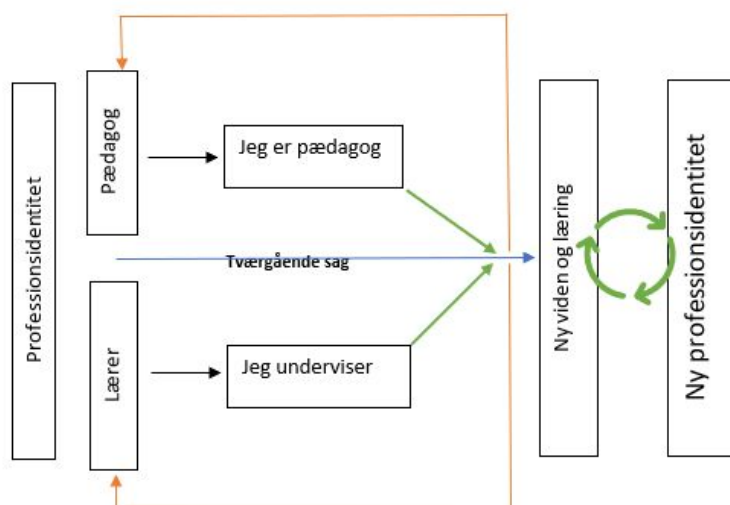 Professionsidentitet
Pædagog
Jeg er pædagog
Tværgående sag
Lærer
Jeg underviser
Ny viden og læring
Ny professionsidentitet